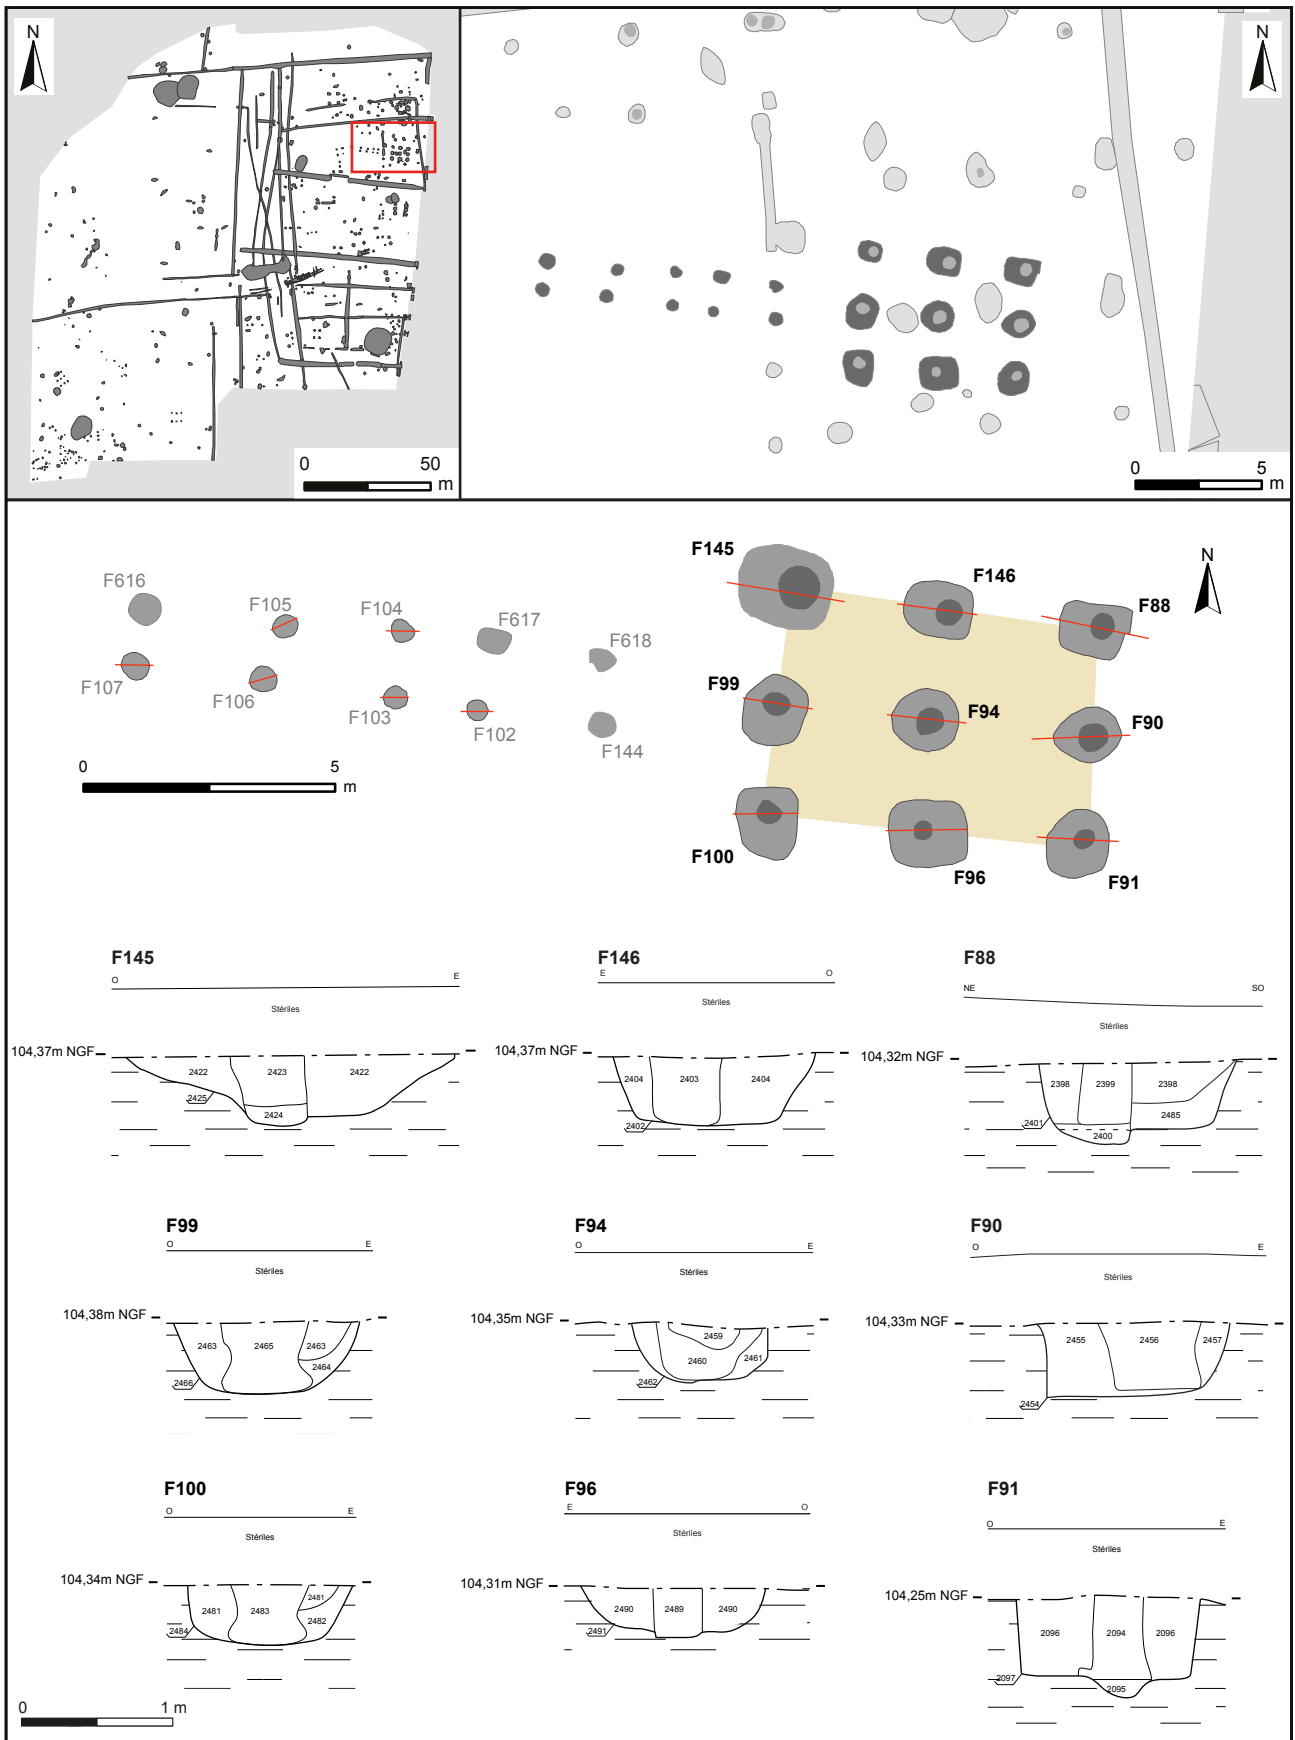 N
N
0 50
m
0 5
m
F145
N
F616
F146
F105
F104
F617
F88
F618
F99
F107
F94
F106
F90
F103
F102
F144
0 5
m
F100
F96
F91
F145
F146
F88
O E
E O
NE SO
Stériles
Stériles
Stériles
104,37m NGF
104,37m NGF
104,32m NGF
2422 2423 2422
2404 2403 2404
2398 2399 2398
2425
2424
2402
2485
2401
2400
F99
F94
F90
O E
O E
O E
Stériles
Stériles
Stériles
104,38m NGF
104,35m NGF
104,33m NGF
2463 2465 2463
2459
2455 2456 2457
2464
2460 2461
2466
2462
2454
F100
F96
F91
O E
E O
O E
Stériles
Stériles
Stériles
104,34m NGF
104,31m NGF
104,25m NGF
2481 2483 2481
2490 2489 2490
2482
2484
2491
2096 2094 2096
2097
2095
0 1 m